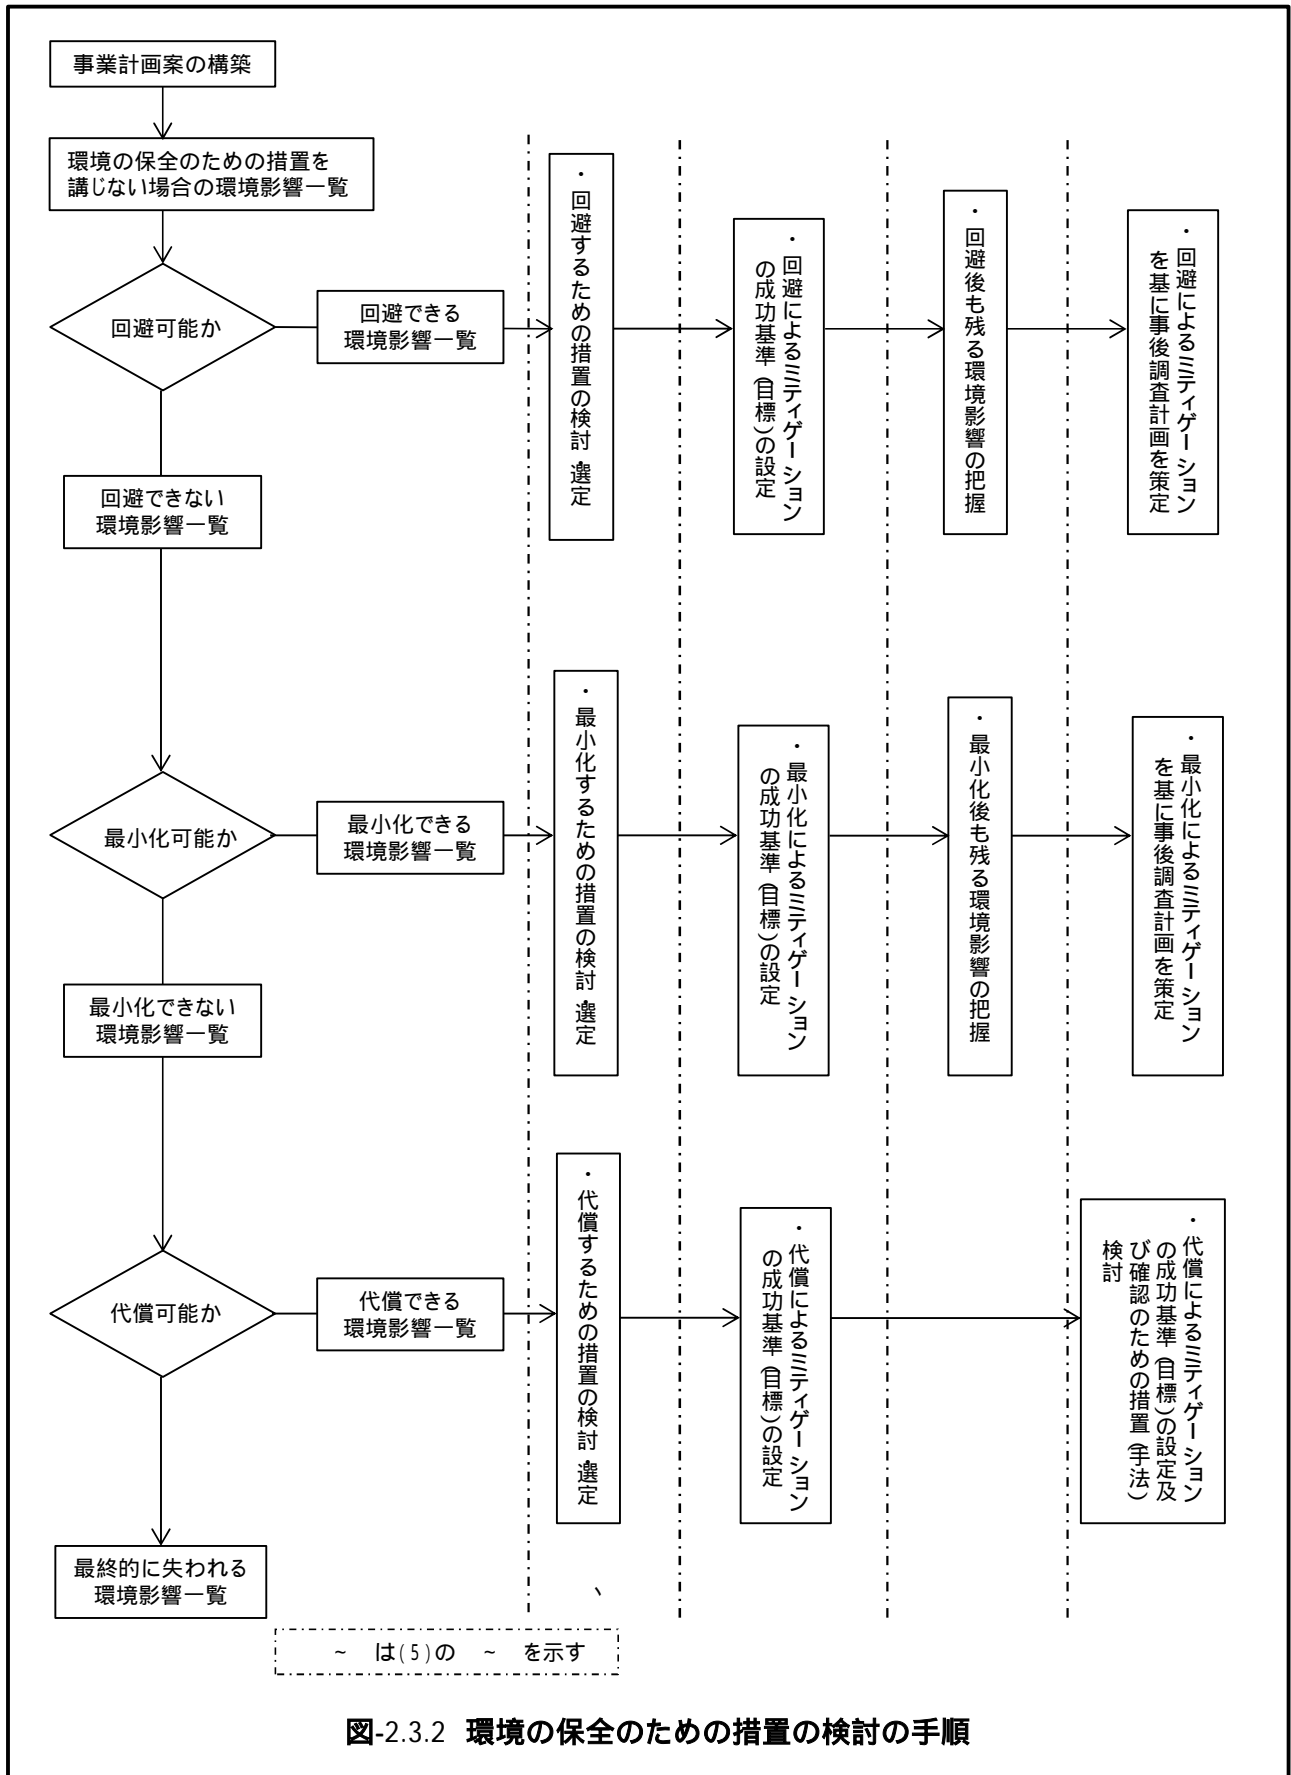 事業計画案の構築
環境の保全のための措置を
講じない場合の環境影響一覧
回避可能か
回避できる
環境影響一覧
・回避するための措置の検討・選定
・回避によるミティゲーション
の成功基準（目標）の設定
・回避後も残る環境影響の把握
・回避によるミティゲーション
を基に事後調査計画を策定
回避できない
環境影響一覧
最小化可能か
最小化できる
環境影響一覧
・最小化するための措置の検討・選定
・最小化によるミティゲーション
の成功基準（目標）の設定
・最小化後も残る環境影響の把握
・最小化によるミティゲーション
を基に事後調査計画を策定
最小化できない
環境影響一覧
代償可能か
代償できる
環境影響一覧
・代償するための措置の検討・選定
・代償によるミティゲーション
の成功基準（目標）の設定
・代償によるミティゲーション
の成功基準（目標）の設定及
び確認のための措置（手法）
検討
最終的に失われる
環境影響一覧
、
～　は(5)の　～　を示す
図-2.3.2 環境の保全のための措置の検討の手順